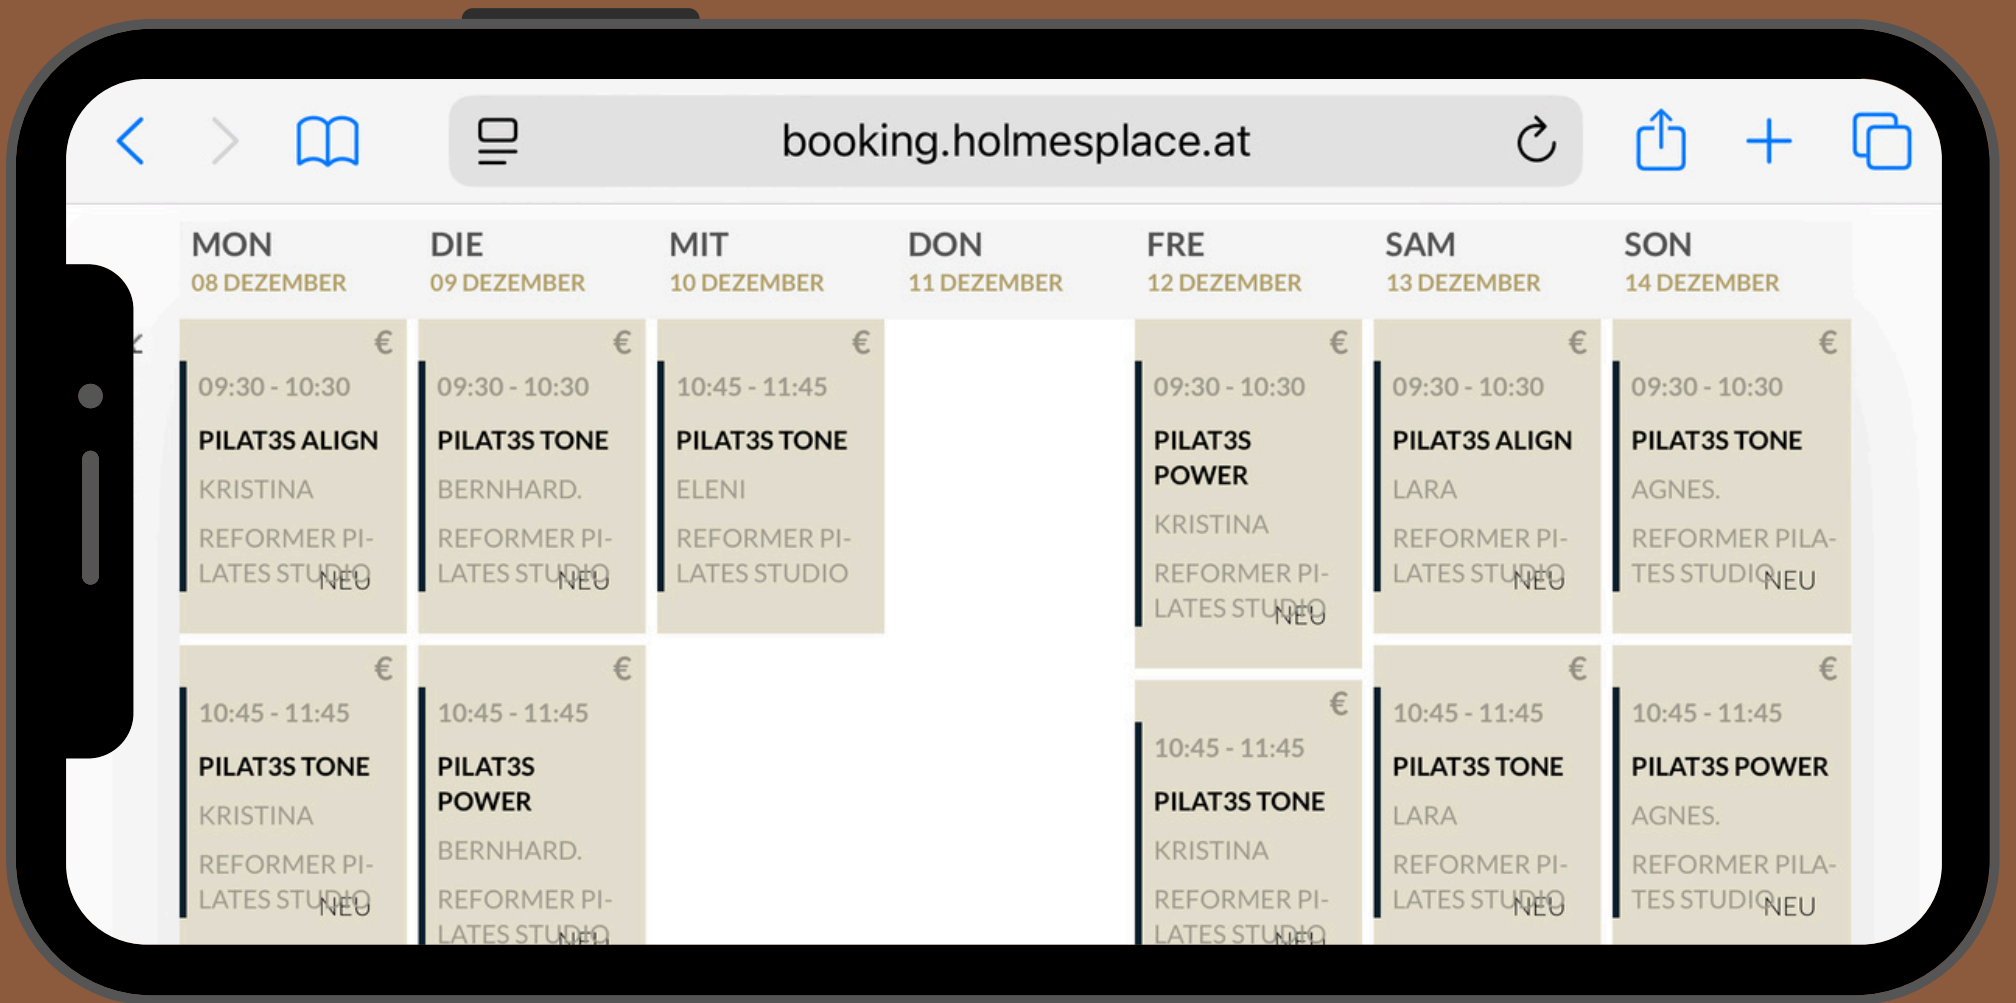 booking.holmesplace.at
MON
08 DEZEMBER
DIE
09 DEZEMBER
MIT
10 DEZEMBER
DON
11 DEZEMBER
FRE
12 DEZEMBER
SAM
13 DEZEMBER
SON
14 DEZEMBER
€
09:30 - 10:30
PILAT3S ALIGN
KRISTINA
REFORMER PI-
LATES STUDIO
NEU
€
10:45 - 11:45
PILAT3S TONE
KRISTINA
REFORMER PI-
LATES STUDIO
NEU
€
09:30 - 10:30
PILAT3S TONE
BERNHARD.
REFORMER PI-
LATES STUDIO
NEU
€
10:45 - 11:45
PILAT3S
POWER
BERNHARD.
REFORMER PI-
LATES STUDIO
NEU
€
10:45 - 11:45
PILAT3S TONE
ELENI
REFORMER PI-
LATES STUDIO
€
09:30 - 10:30
PILAT3S
POWER
KRISTINA
REFORMER PI-
LATES STUDIO
NEU
€
10:45 - 11:45
PILAT3S TONE
KRISTINA
REFORMER PI-
LATES STUDIO
NEU
€
09:30 - 10:30
PILAT3S ALIGN
LARA
REFORMER PI-
LATES STUDIO
NEU
€
10:45 - 11:45
PILAT3S TONE
LARA
REFORMER PI-
LATES STUDIO
NEU
€
09:30 - 10:30
PILAT3S TONE
AGNES.
REFORMER PILA-
TES STUDIO
NEU
€
10:45 - 11:45
PILAT3S POWER
AGNES.
REFORMER PILA-
TES STUDIO
NEU